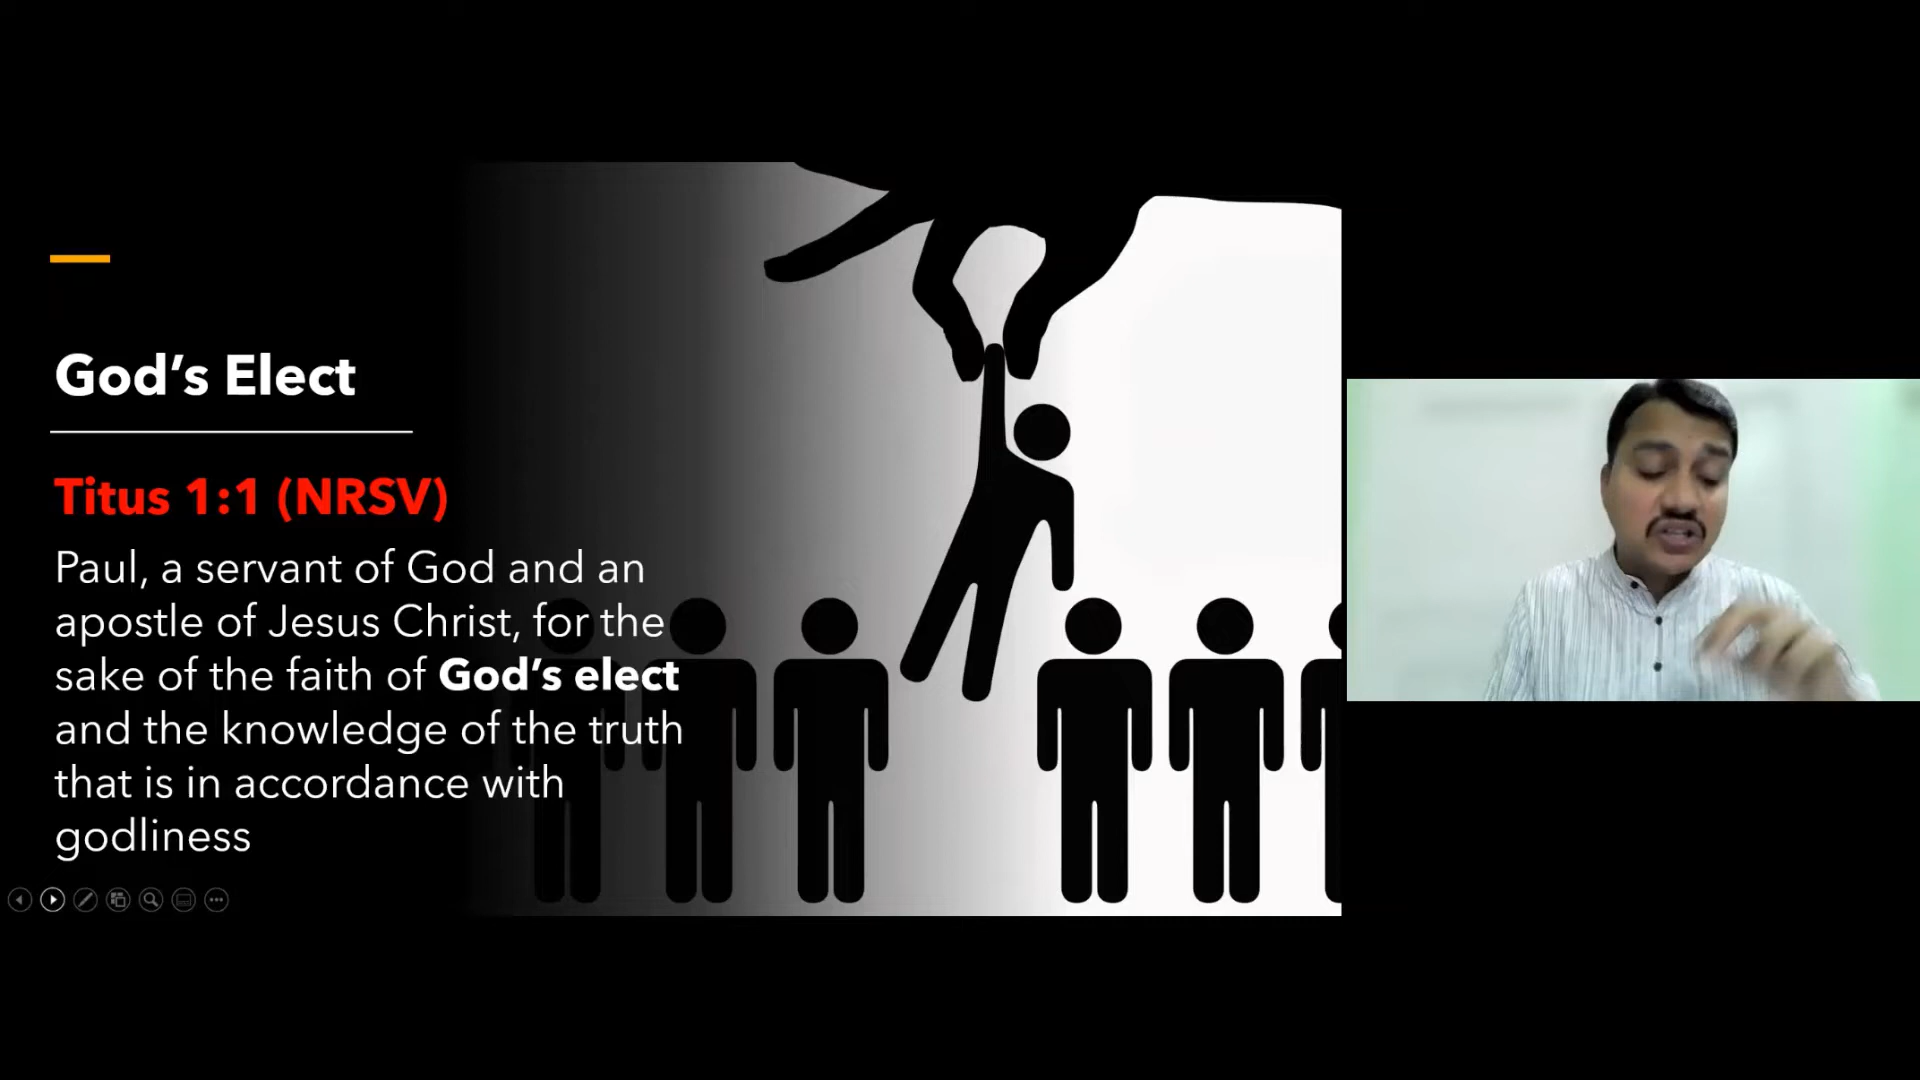 God’s Elect
Titus 1:1 (NRSV)
Paul, a servant of God and an
apostle of Jesus Christ, for the
sake of the faith of God’s elect
and the knowledge of the truth
that is in accordance with
godliness